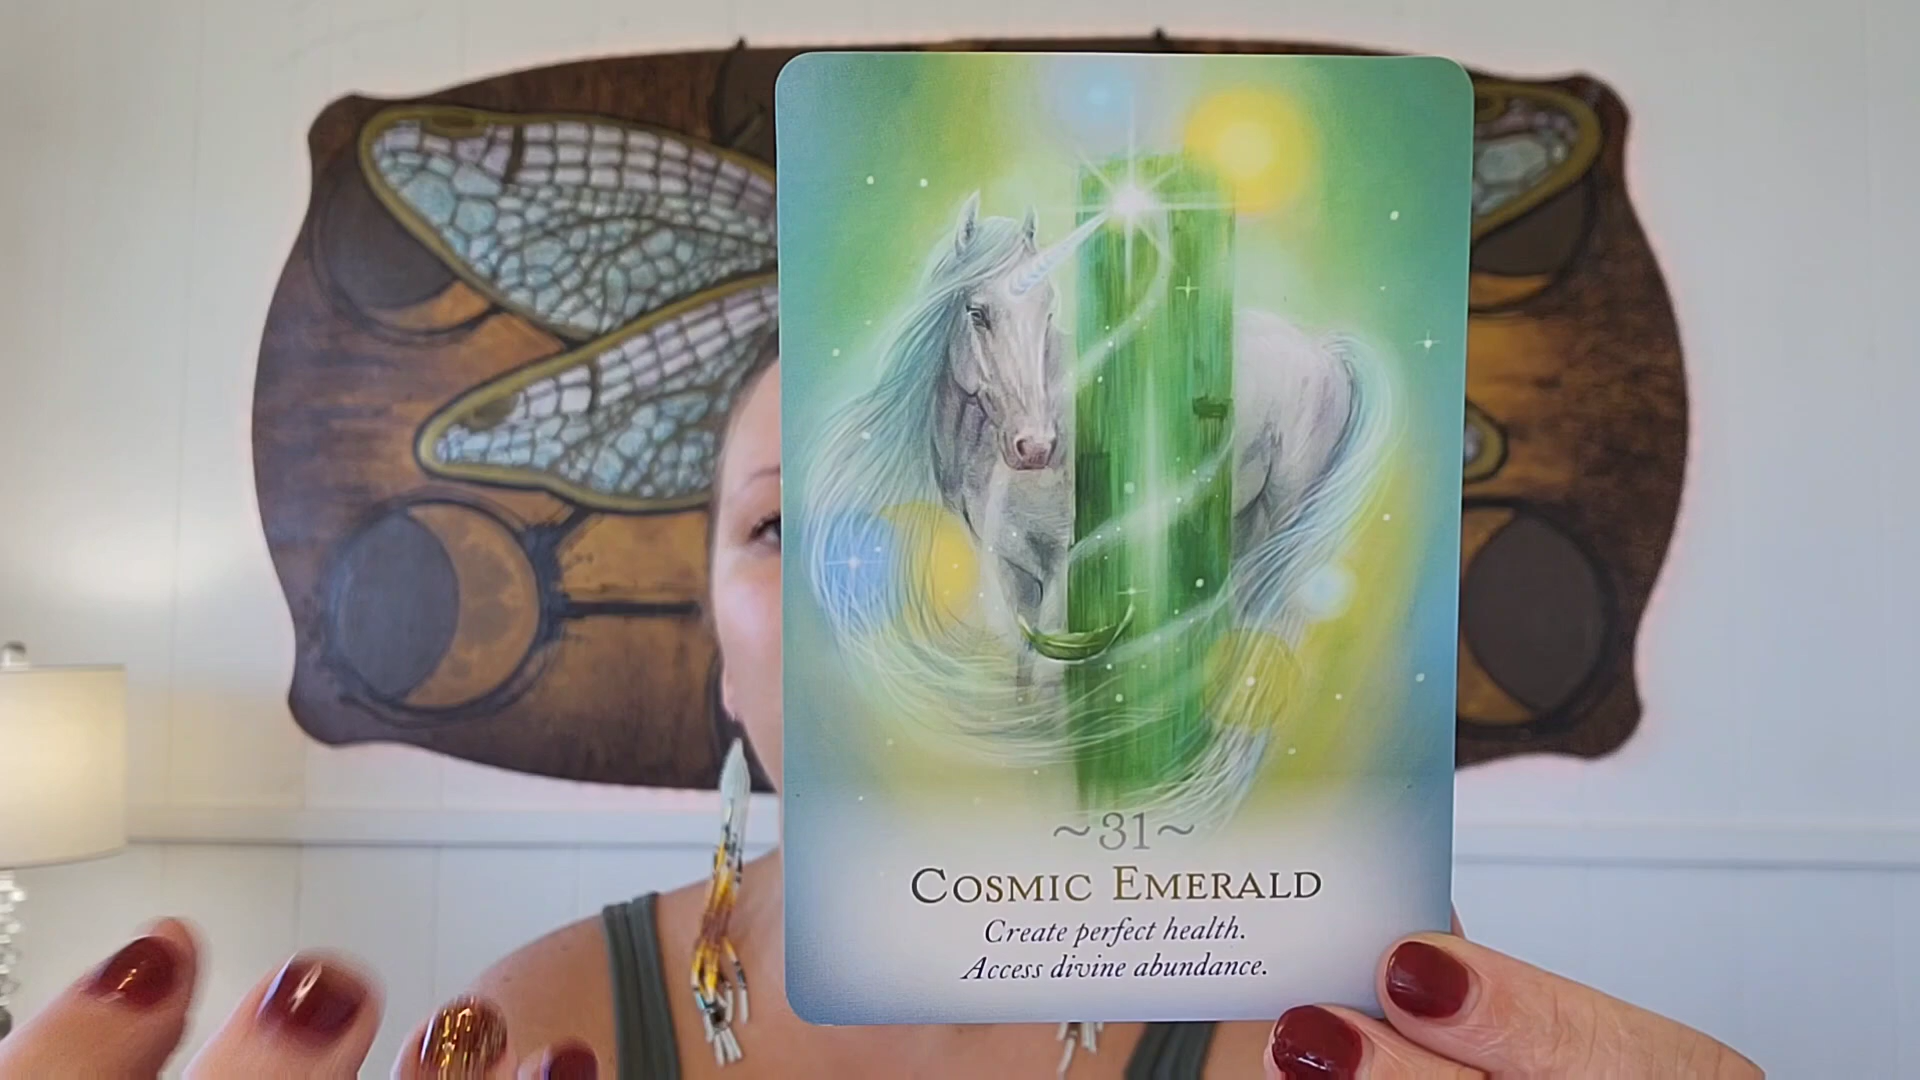 ~31~
COSMIC EMERALD
Create perfect health.
Access divine abundance.